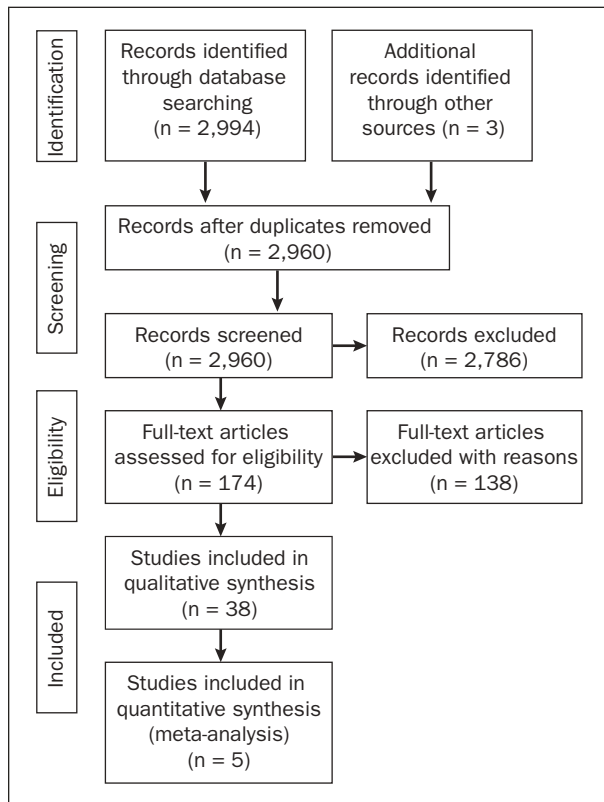 Identification
Records identified
through database
searching
(n = 2,994)
Additional
records identified
through other
sources (n = 3)
Screening
Records after duplicates removed
(n = 2,960)
Records screened
(n = 2,960)
Records excluded
(n = 2,786)
Eligibility
Full-text articles
assessed for eligibility
(n = 174)
Full-text articles
excluded with reasons
(n = 138)
Included
Studies included in
qualitative synthesis
(n = 38)
Studies included in
quantitative synthesis
(meta-analysis)
(n = 5)